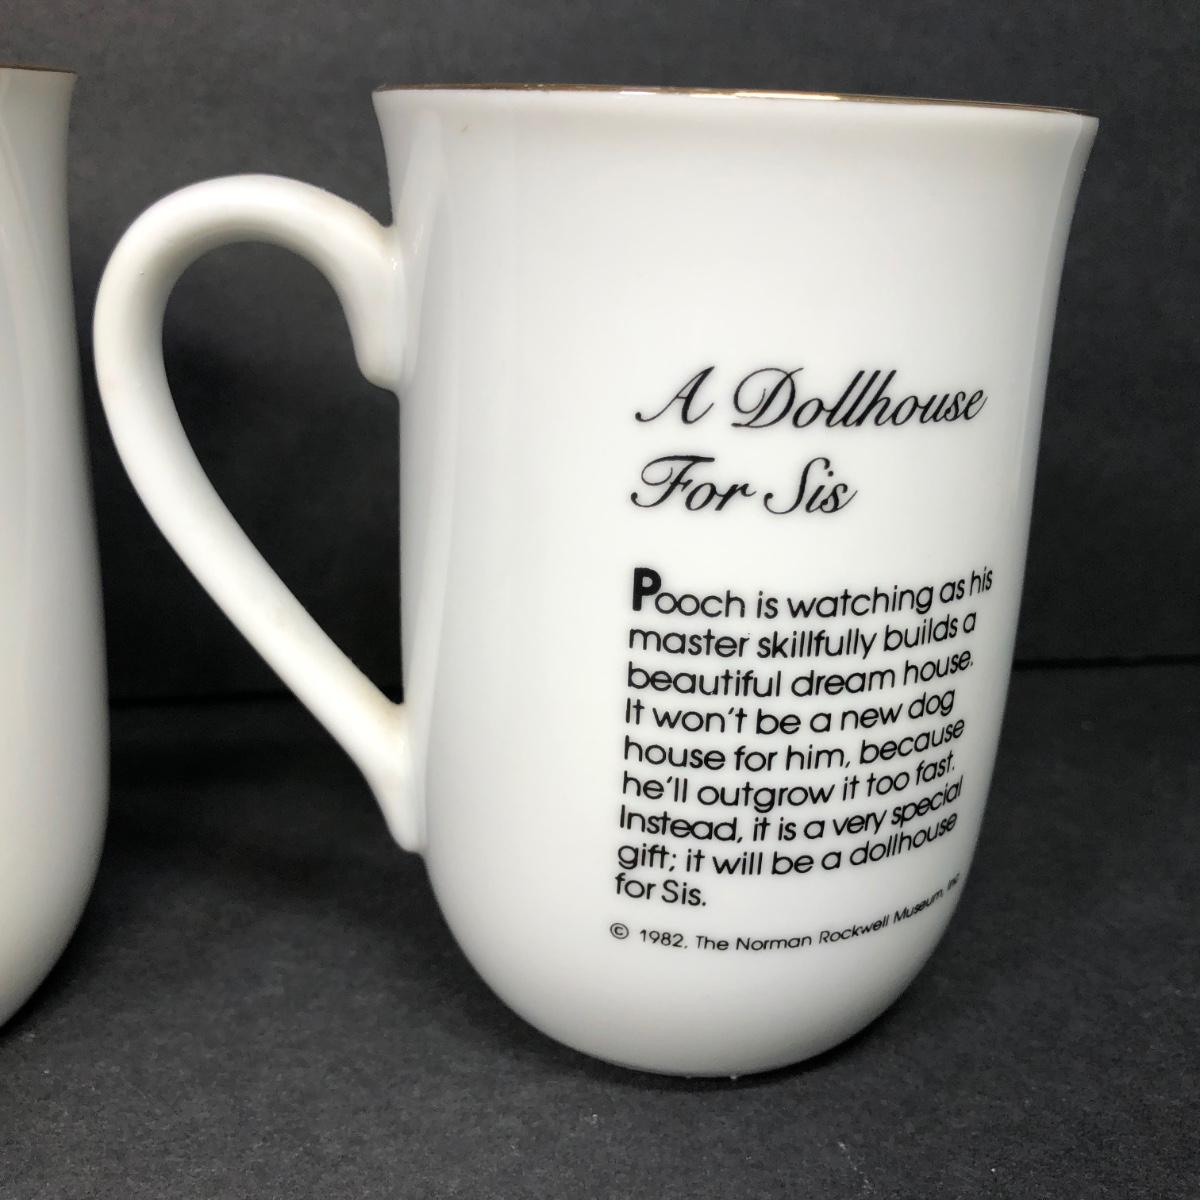 A Dollhouse
For Sis
Pooch is watching as his
master skillfully builds a
beautiful dream house.
It won't be a new dog
house for him, because
he'll outgrow it too fast.
Instead, it is a very special
gift; it will be a dollhouse
for Sis.
© 1982, The Norman Rockwell Museum, Inc.